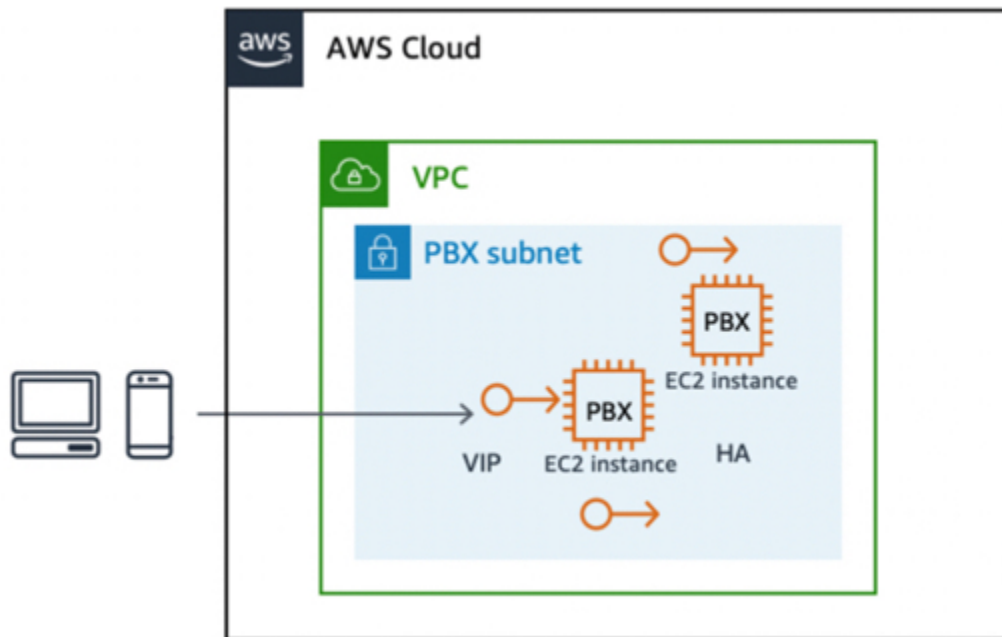 aws
AWS Cloud
VPC
PBX subnet
PBX
EC2 instance
PBX
VIP
EC2 instance
HA